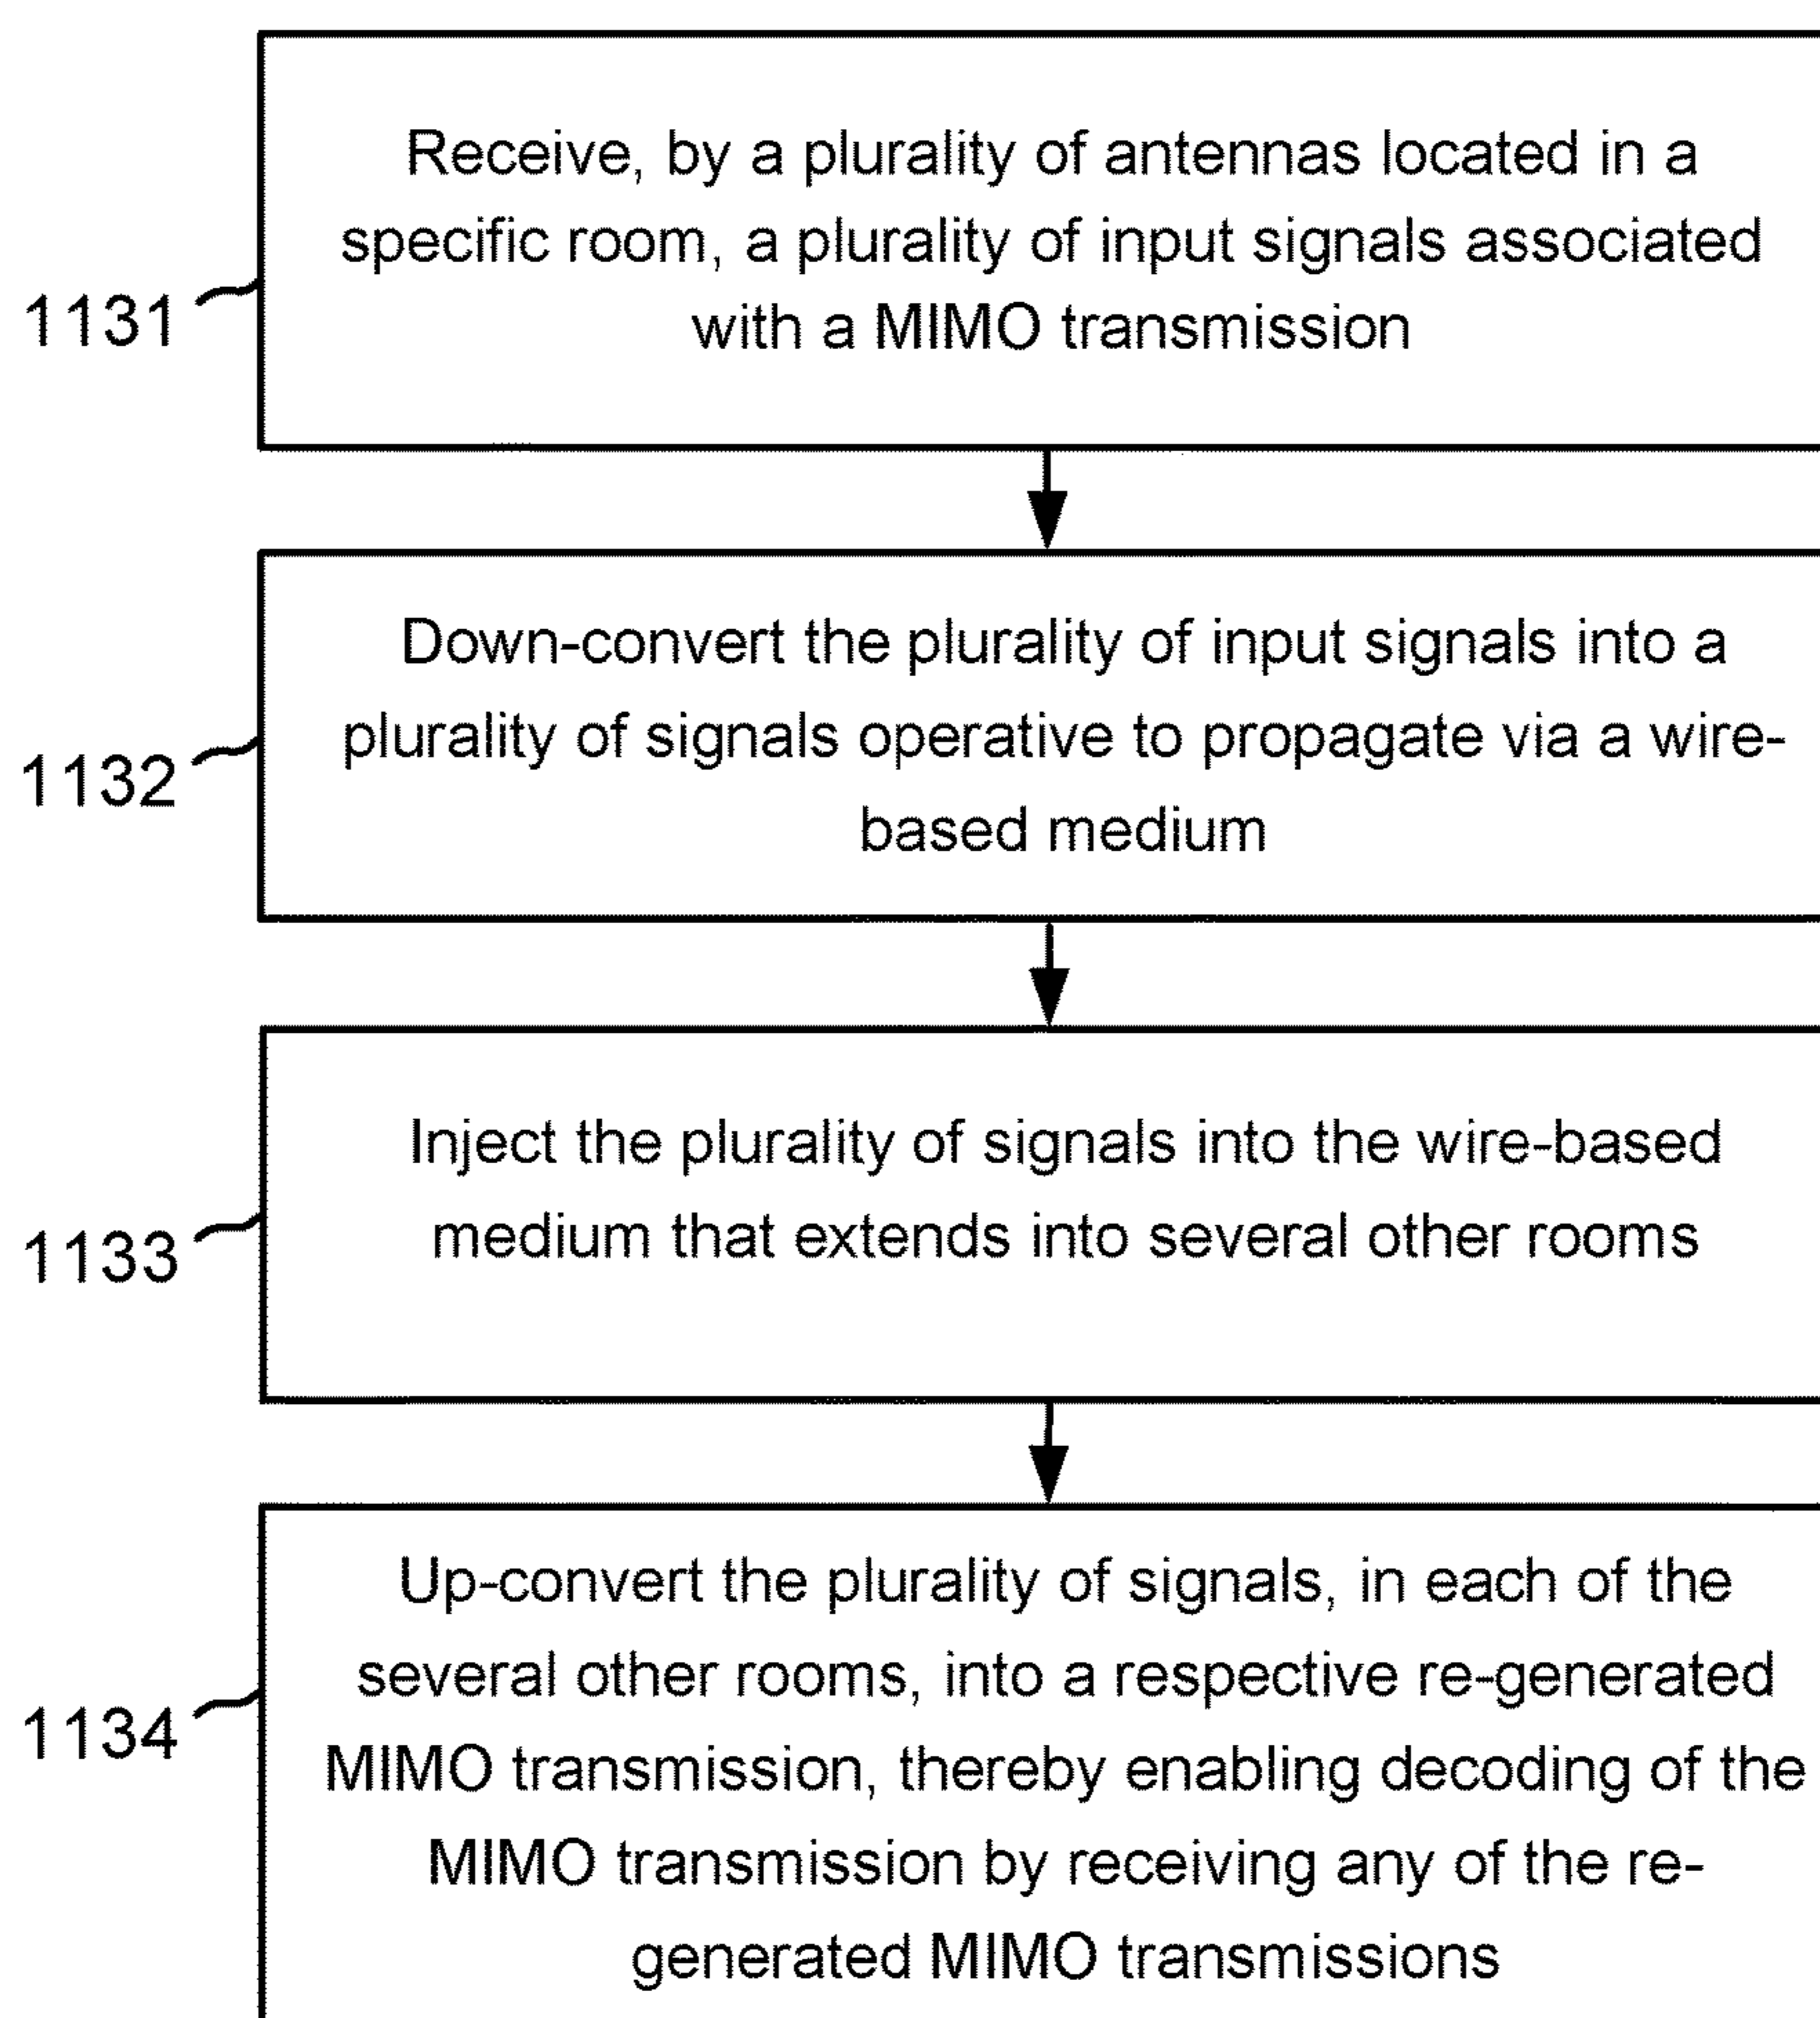 Receive, by a plurality of antennas located in a
specific room, a plurality of input signals associated
with a MIMO transmission
1131
Down-convert the plurality of input signals into a
plurality of signals operative to propagate via a wire-
based medium
1132
Inject the plurality of signals into the wire-based
medium that extends into several other rooms
1133
Up-convert the plurality of signals, in each of the
several other rooms, into a respective re-generated
MIMO transmission, thereby enabling decoding of the
MIMO transmission by receiving any of the re-
generated MIMO transmissions
1134